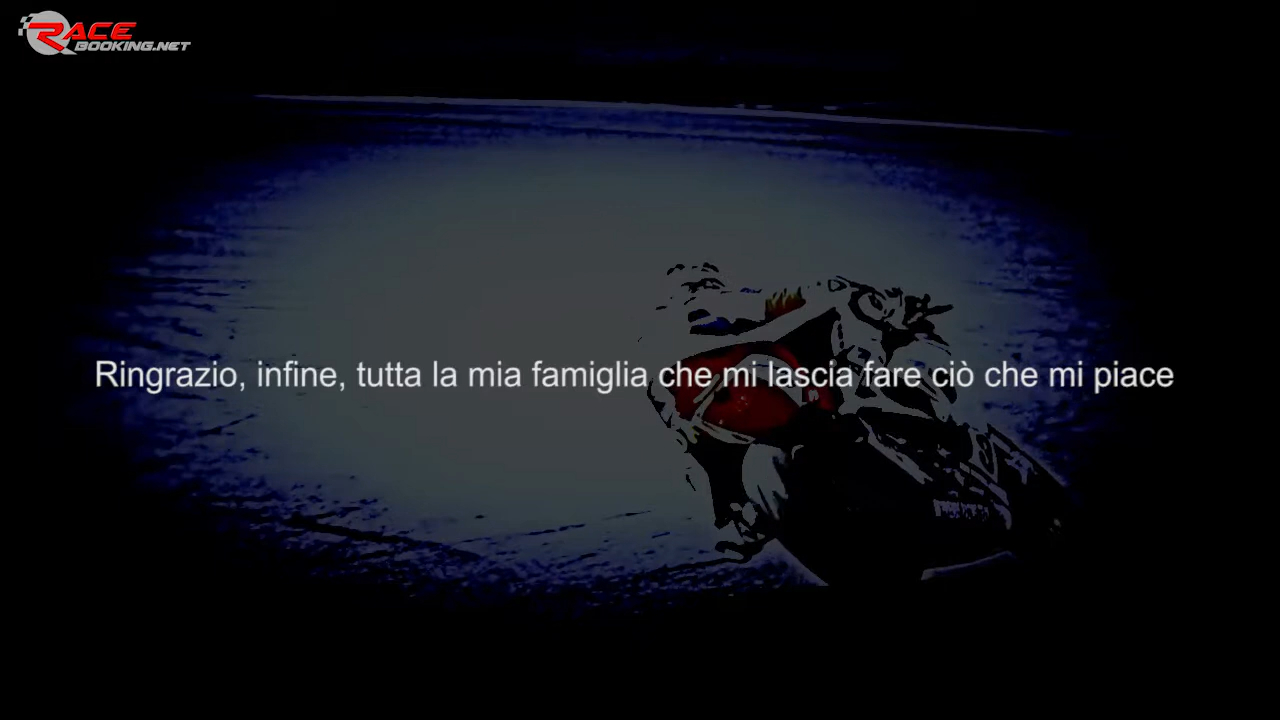 RACE
BOOKING.NET
Ringrazio, infine, tutta la mia famiglia che mi lascia fare ciò che mi piace